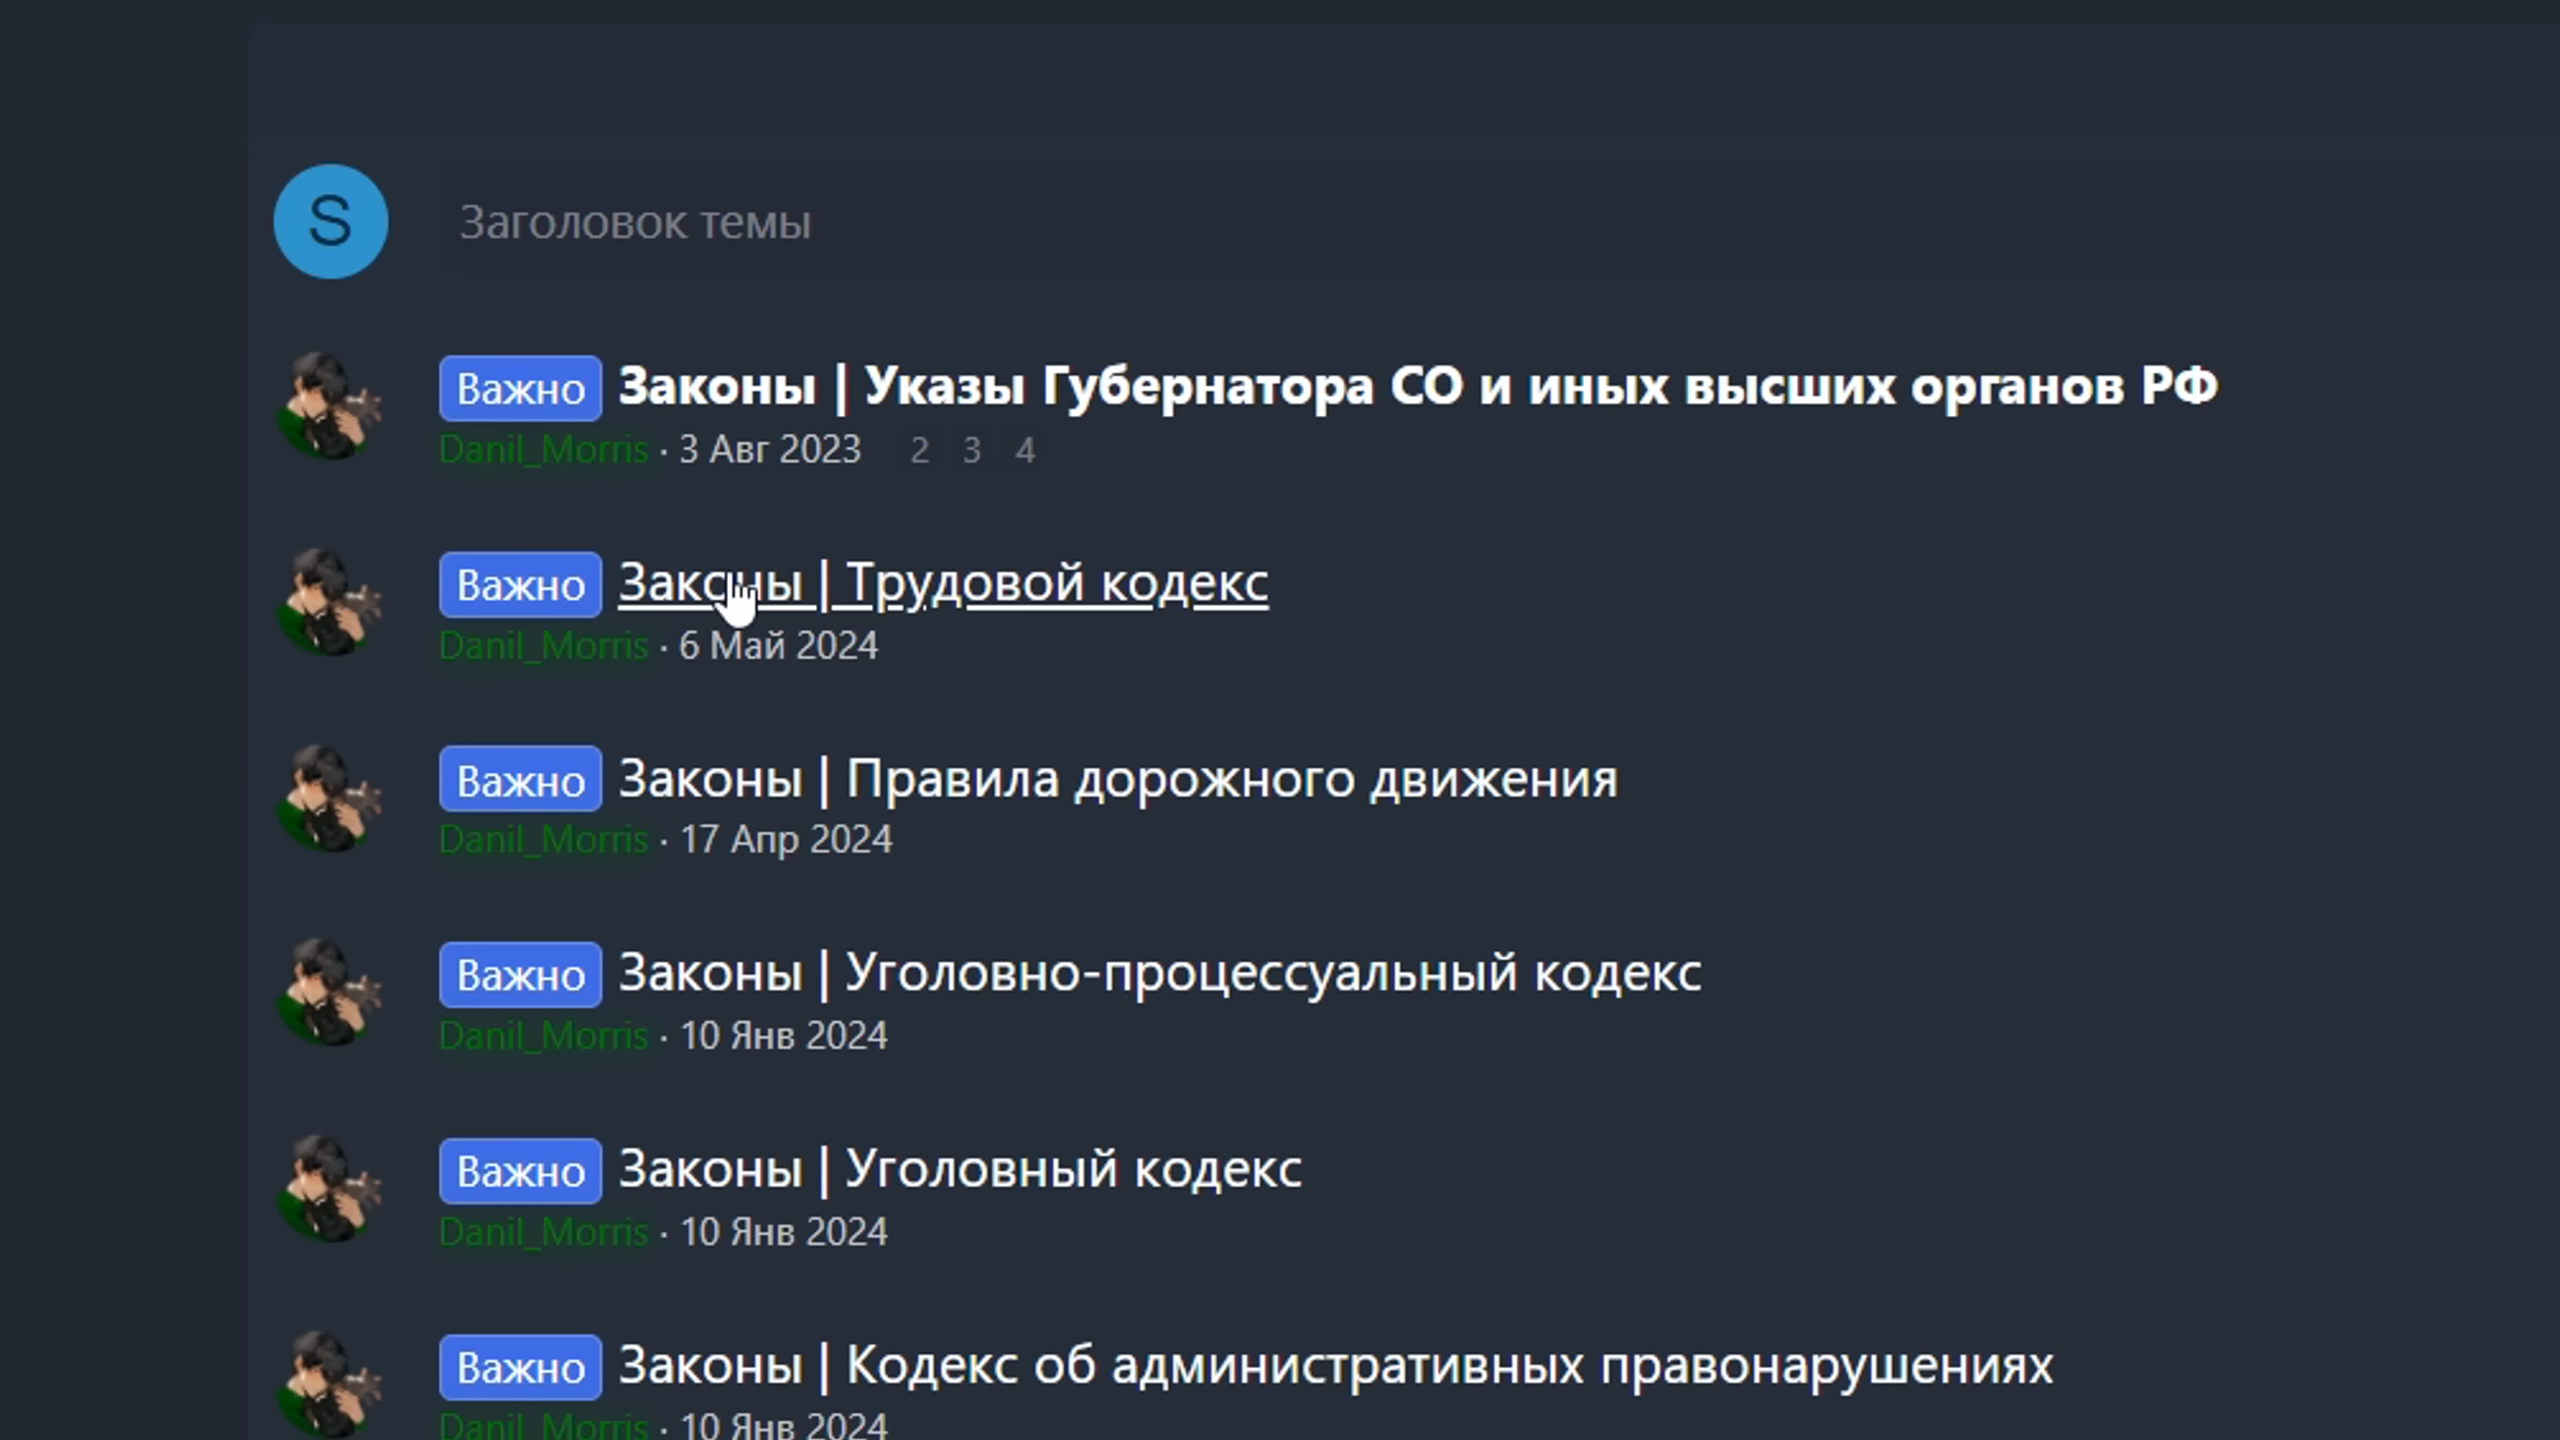 S
Заголовок темы
Важно Законы | Указы Губернатора СО и иных высших органов РФ
Danil_Morris · 3 Авг 2023 2 3 4
Важно Законы | Трудовой кодекс
Danil_Morris · 6 Май 2024
Важно Законы | Правила дорожного движения
Danil_Morris · 17 Апр 2024
Важно Законы | Уголовно-процессуальный кодекс
Danil_Morris · 10 Янв 2024
Важно Законы | Уголовный кодекс
Danil_Morris · 10 Янв 2024
Важно Законы | Кодекс об административных правонарушениях
Danil_Morris · 10 Янв 2024